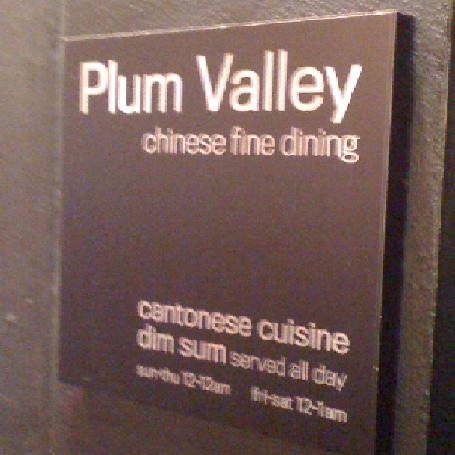 Plum Valley
chinese fine dining
cantonese cuisine
dim sum served all day
sun-thu 12-12am fri-sat 12-1am